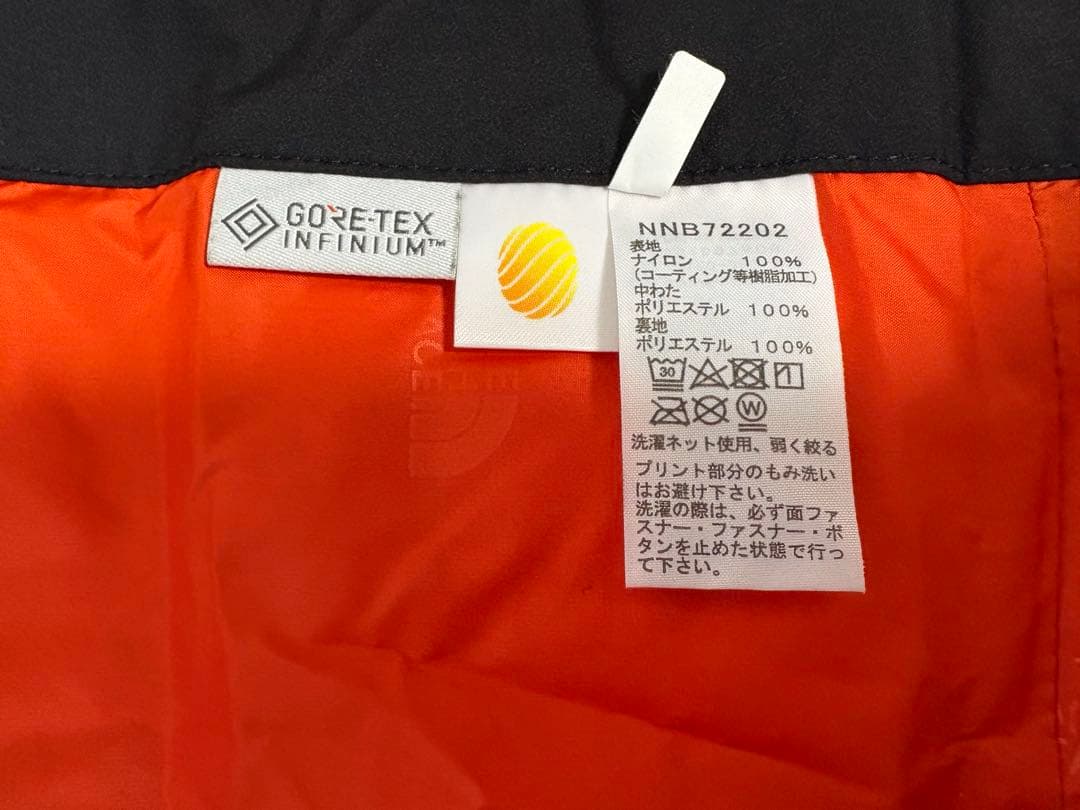 GORE-TEX
INFINIUM™
NNB72202
表地
ナイロン 100%
(コーティング等樹脂加工)
中わた
ポリエステル 100%
裏地
ポリエステル 100%
30
W
洗濯ネット使用、弱く絞る
プリント部分のもみ洗い
はお避け下さい。
洗濯の際は、必ず面ファ
スナー・ファスナー・ボ
タンを止めた状態で行っ
て下さい。